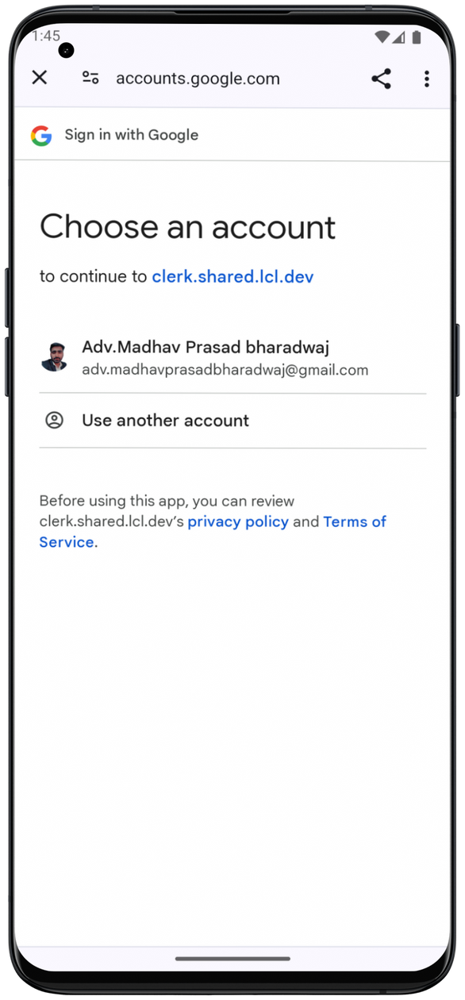 1:45
accounts.google.com
Sign in with Google
Choose an account
to continue to clerk.shared.lcl.dev
Adv.Madhav Prasad bharadwaj
adv.madhavprasadbharadwaj@gmail.com
Use another account
Before using this app, you can review
clerk.shared.lcl.dev’s privacy policy and Terms of
Service.